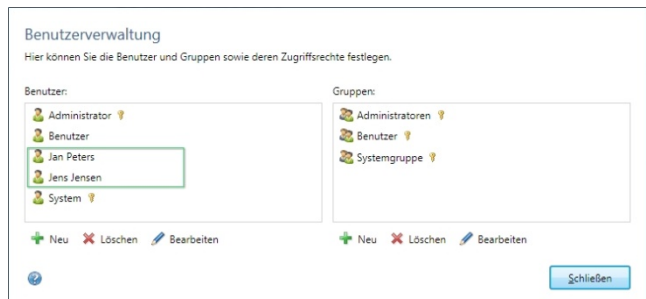 Benutzerverwaltung
Hier können Sie die Benutzer und Gruppen sowie deren Zugriffsrechte festlegen.
Benutzer:
Administrator
Benutzer
Jan Peters
Jens Jensen
System
Neu Löschen Bearbeiten
Gruppen:
Administratoren
Benutzer
Systemgruppe
Neu Löschen Bearbeiten
Schließen